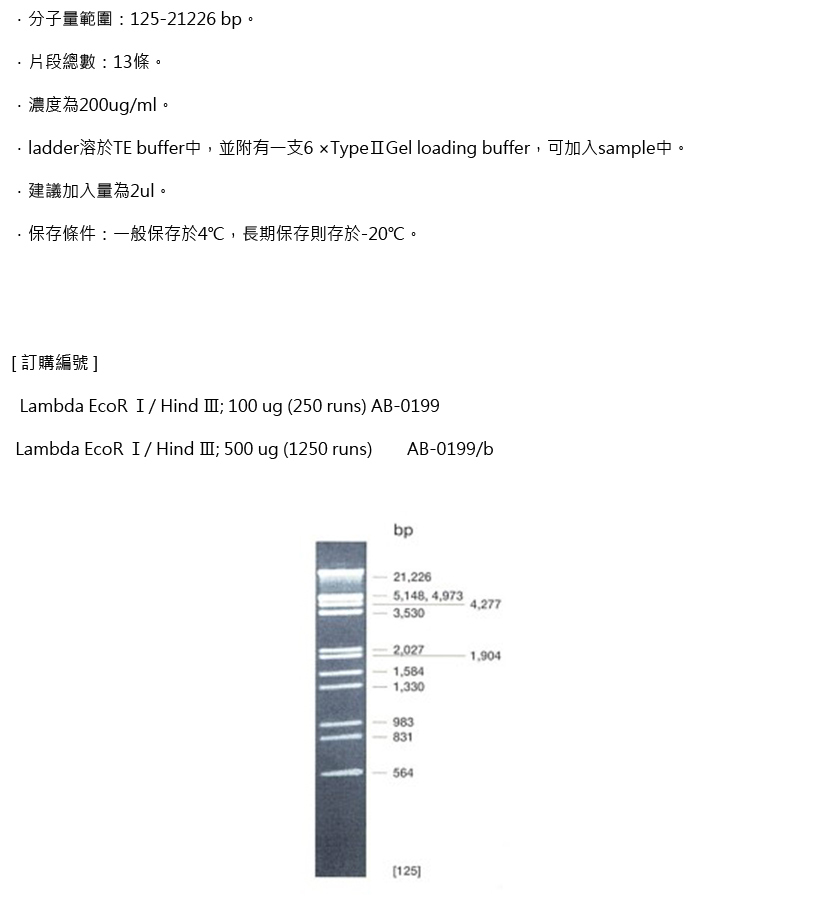 ．分子量範圍：125-21226 bp。
．片段總數：13條。
．濃度為200ug/ml。
．ladder溶於TE buffer中，並附有一支6 ×TypeⅡGel loading buffer，可加入sample中。
．建議加入量為2ul。
．保存條件：一般保存於4℃，長期保存則存於-20℃。
[ 訂購編號 ]
Lambda EcoR Ⅰ/ Hind Ⅲ; 100 ug (250 runs) AB-0199
Lambda EcoR Ⅰ/ Hind Ⅲ; 500 ug (1250 runs) AB-0199/b
bp
21,226
5,148, 4,973
4,277
3,530
2,027
1,904
1,584
1,330
983
831
564
[125]